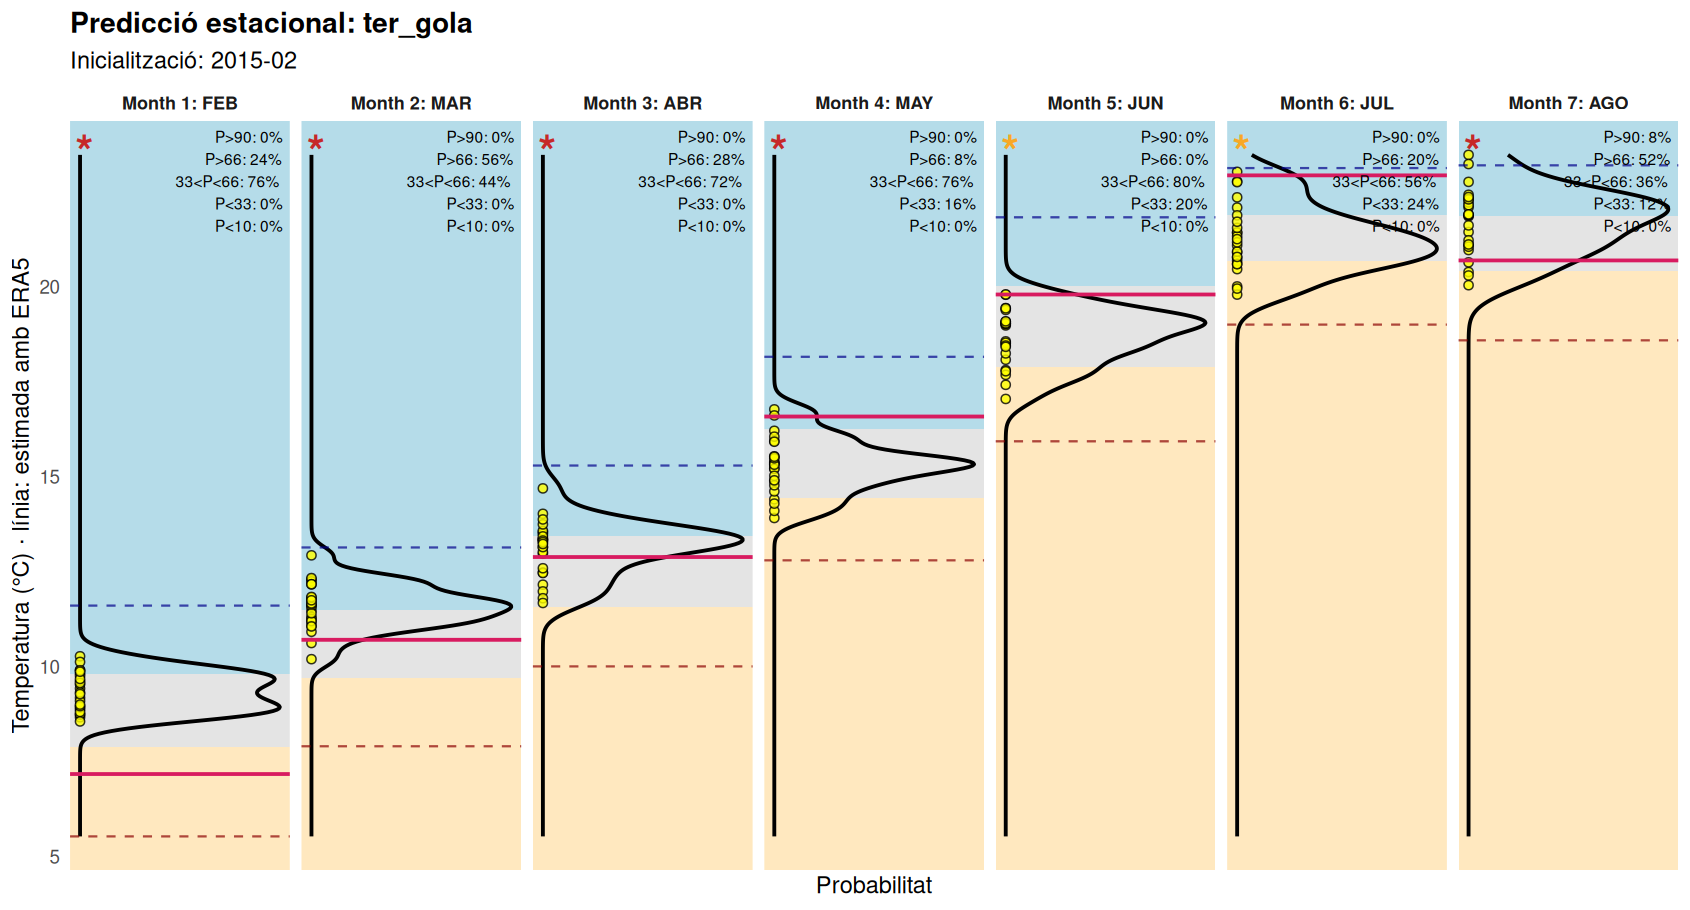 Predicció estacional: ter_gola
Inicialització: 2015-02
Month 1: FEB
Month 2: MAR
Month 3: ABR
Month 4: MAY
Month 5: JUN
Month 6: JUL
Month 7: AGO
*
P>90: 0%
P>66: 24%
33<P<66: 76%
P<33: 0%
P<10: 0%
*
P>90: 0%
P>66: 56%
33<P<66: 44%
P<33: 0%
P<10: 0%
*
P>90: 0%
P>66: 28%
33<P<66: 72%
P<33: 0%
P<10: 0%
*
P>90: 0%
P>66: 8%
33<P<66: 76%
P<33: 16%
P<10: 0%
*
P>90: 0%
P>66: 0%
33<P<66: 80%
P<33: 20%
P<10: 0%
*
P>90: 0%
P>66: 20%
33<P<66: 56%
P<33: 24%
P<10: 0%
*
P>90: 8%
P>66: 52%
33<P<66: 36%
P<33: 12%
P<10: 0%
Temperatura (°C) · línia: estimada amb ERA5
20
15
10
5
Probabilitat